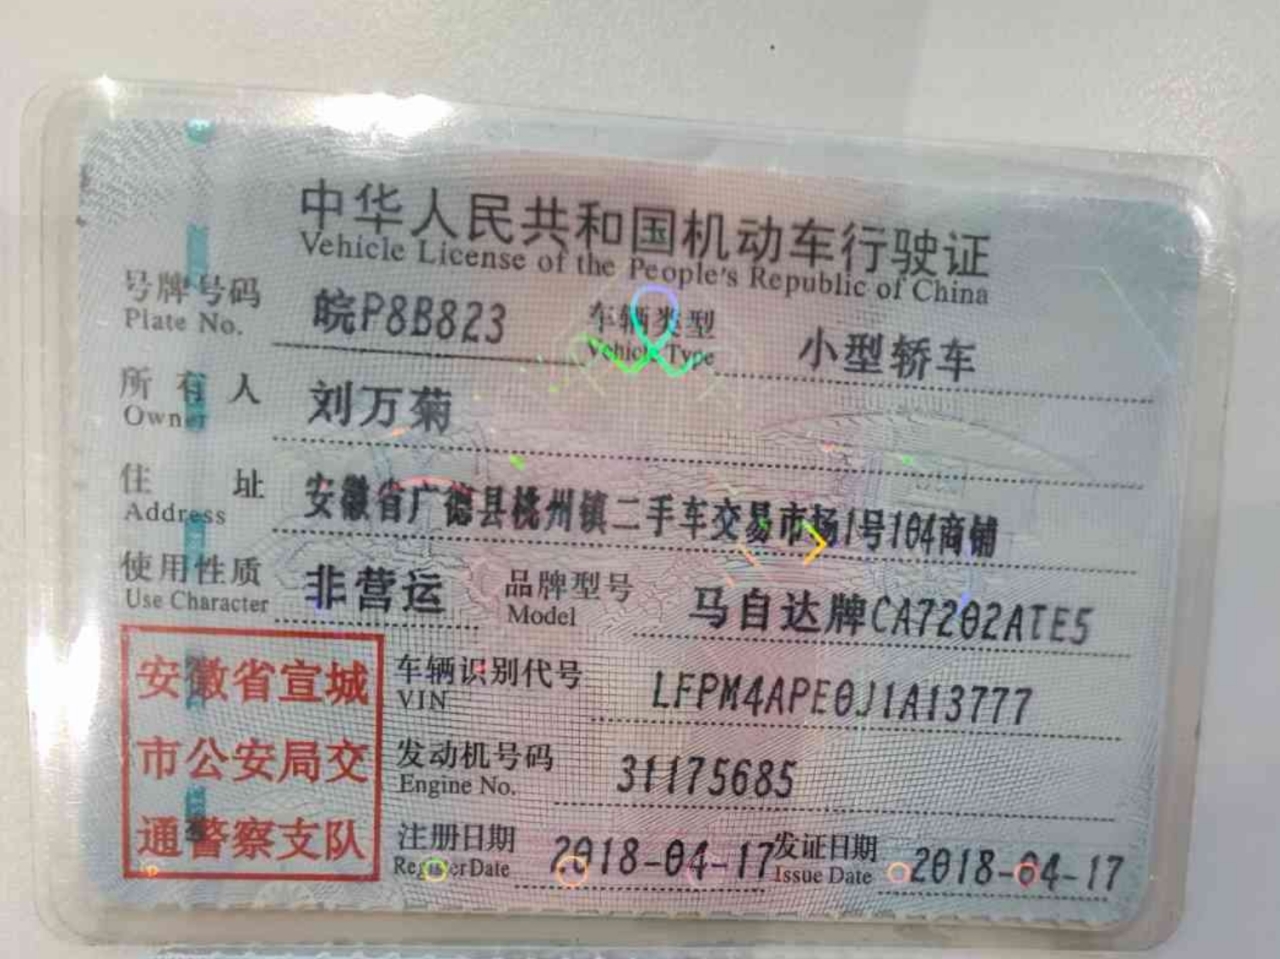 中华人民共和国机动车行驶证
Vehicle License of the People's Republic of China
号牌号码 皖P8B823 车辆类型 小型轿车
Plate No. Vehicle Type
所有人 刘万菊
Owner
住址 安徽省广德县桃州镇二手车交易市场1号104商铺
Address
使用性质 非营运 品牌型号 马自达牌CA7202ATE5
Use Character Model
安徽省宣城
市公安局交
通警察支队
车辆识别代号 LFPM4APE0J1A13777
VIN
发动机号码 31175685
Engine No.
注册日期 2018-04-17 发证日期 2018-04-17
Register Date Issue Date